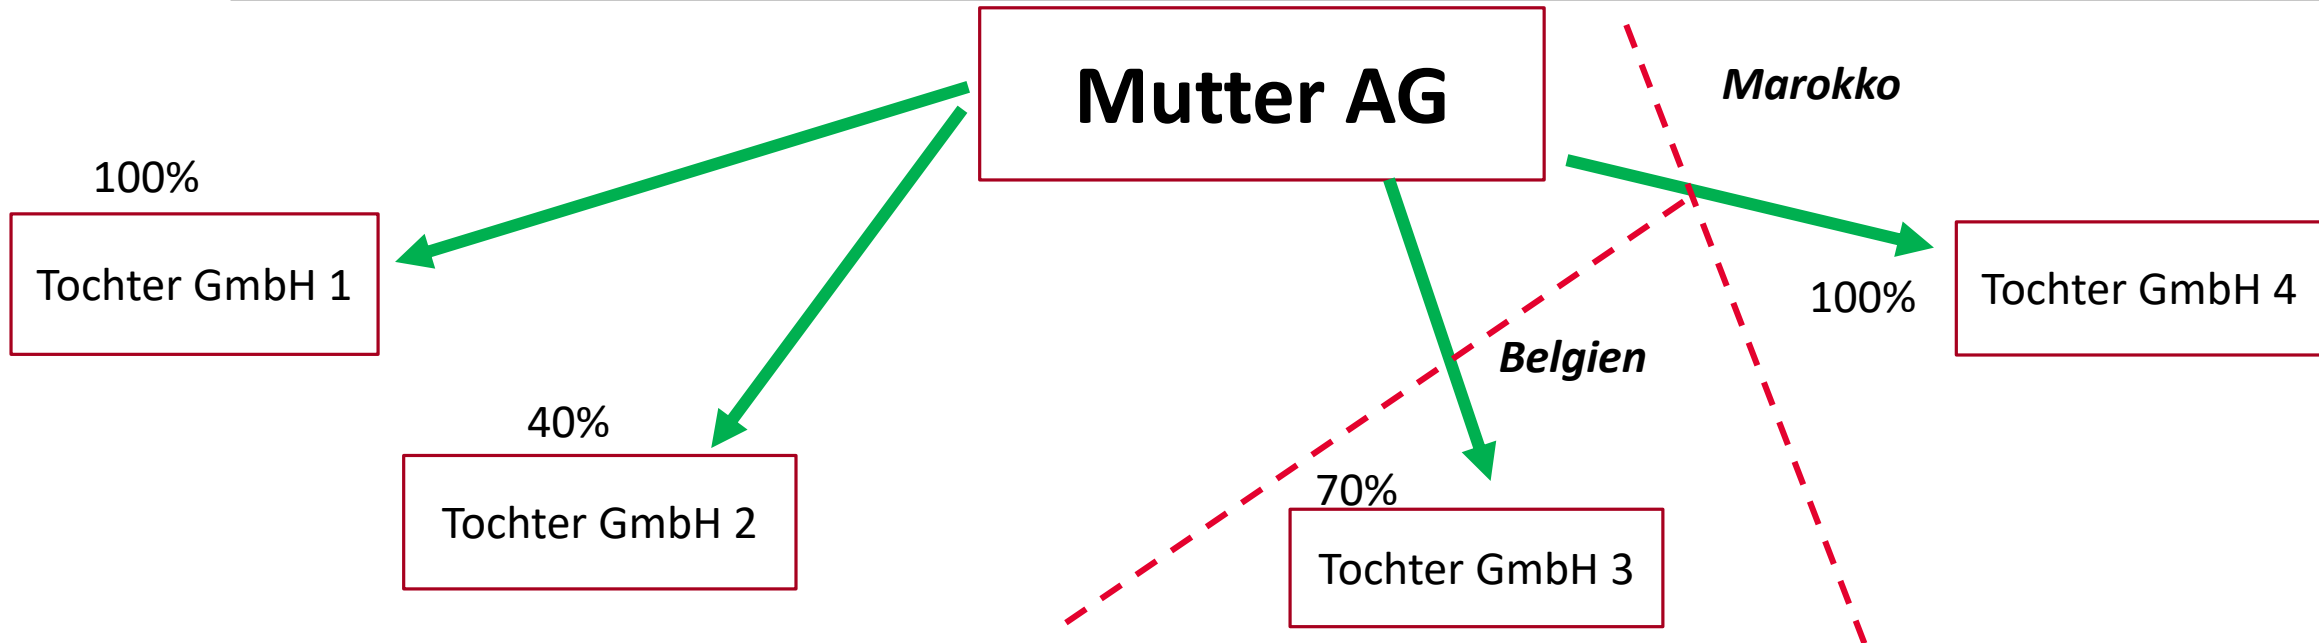 Mutter AG
Marokko
100%
Tochter GmbH 1
Tochter GmbH 4
100%
Belgien
40%
70%
Tochter GmbH 2
Tochter GmbH 3